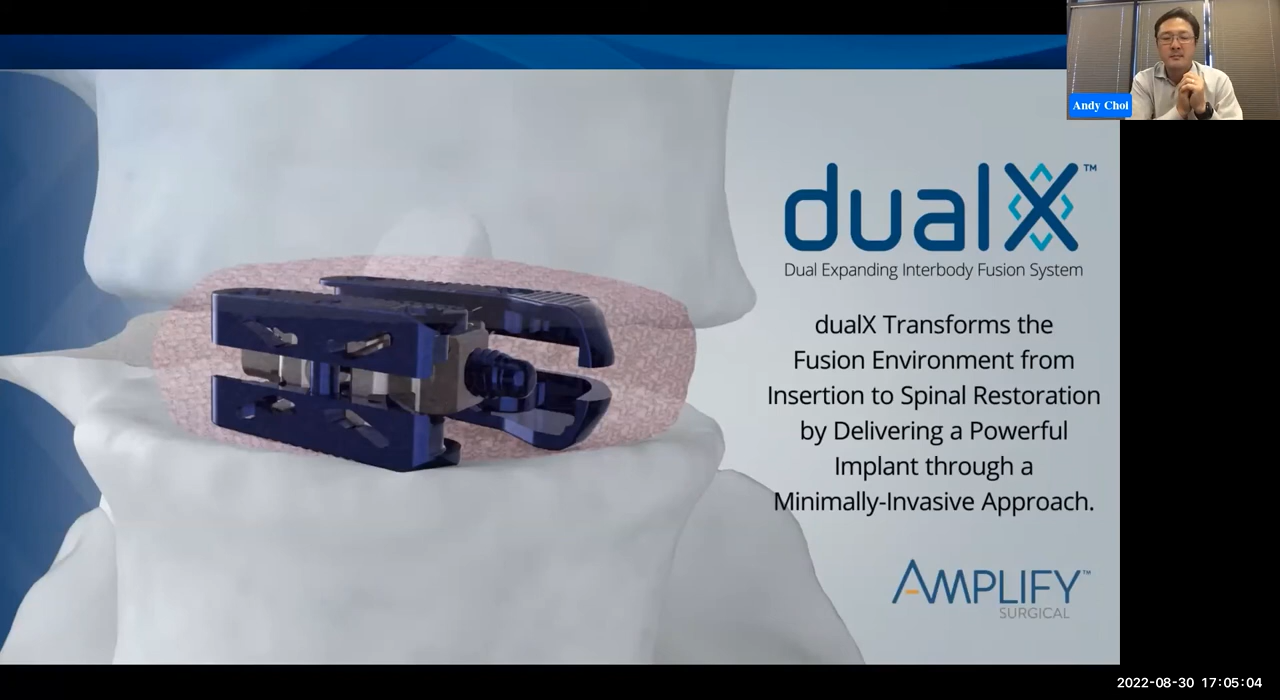 Andy Choi
dualX™
Dual Expanding Interbody Fusion System
dualX Transforms the
Fusion Environment from
Insertion to Spinal Restoration
by Delivering a Powerful
Implant through a
Minimally-Invasive Approach.
AMPLIFY™
SURGICAL
2022-08-30 17:05:04